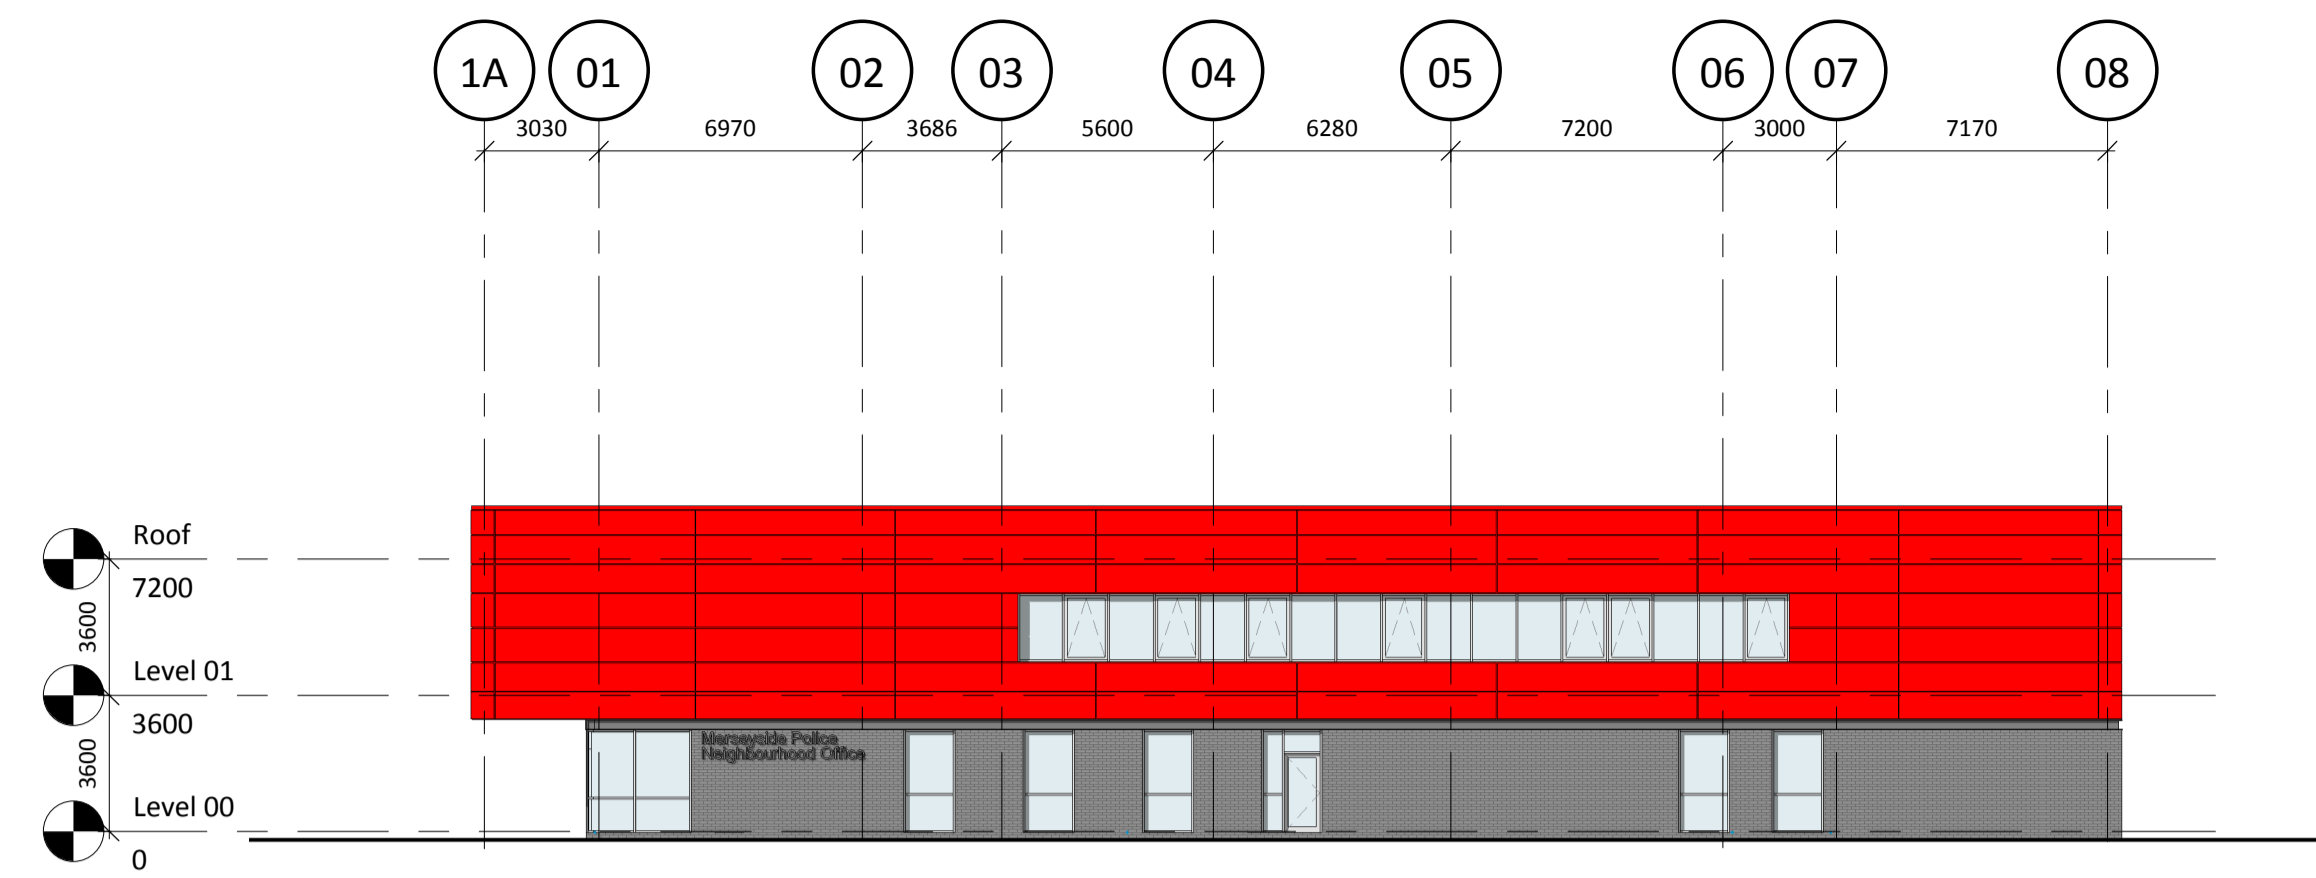 1A 01 02 03 04 05 06 07 08
3030 6970 3686 5600 6280 7200 3000 7170
Roof
7200
3600
Level 01
3600
3600
Level 00
0
Merseyside Police
Neighbourhood Office